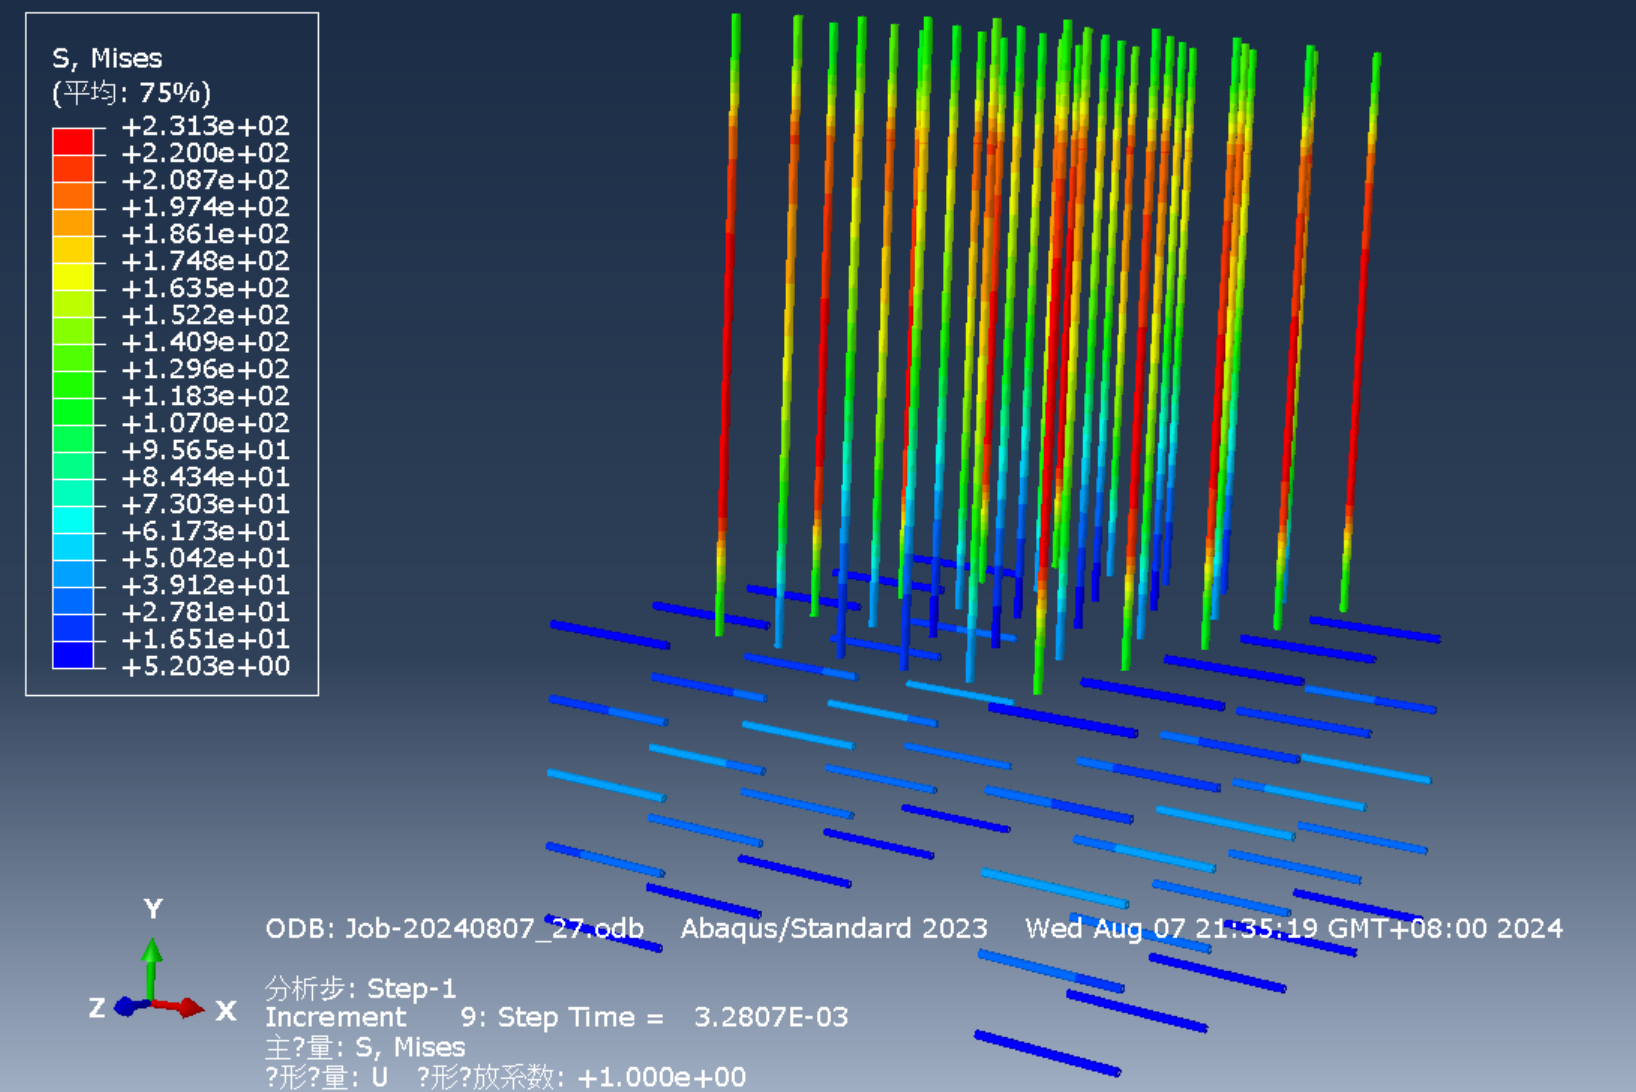 S, Mises
(平均: 75%)
+2.313e+02
+2.200e+02
+2.087e+02
+1.974e+02
+1.861e+02
+1.748e+02
+1.635e+02
+1.522e+02
+1.409e+02
+1.296e+02
+1.183e+02
+1.070e+02
+9.565e+01
+8.434e+01
+7.303e+01
+6.173e+01
+5.042e+01
+3.912e+01
+2.781e+01
+1.651e+01
+5.203e+00
Y
Z
X
ODB: Job-20240807_27.odb Abaqus/Standard 2023 Wed Aug 07 21:35:19 GMT+08:00 2024
分析步: Step-1
Increment 9: Step Time = 3.2807E-03
主?量: S, Mises
?形?量: U ?形?放系数: +1.000e+00